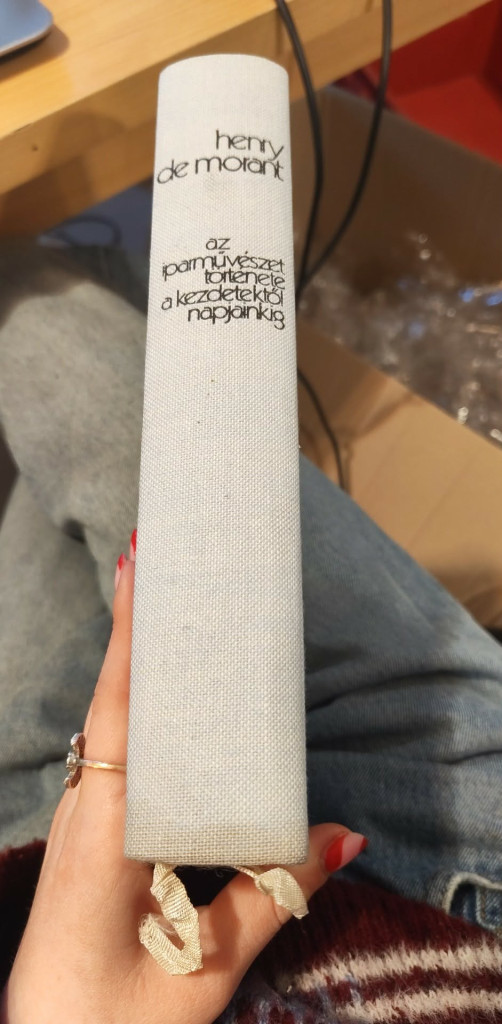 henry
de morant
az
iparművészet
története
a kezdetektől
napjainkig